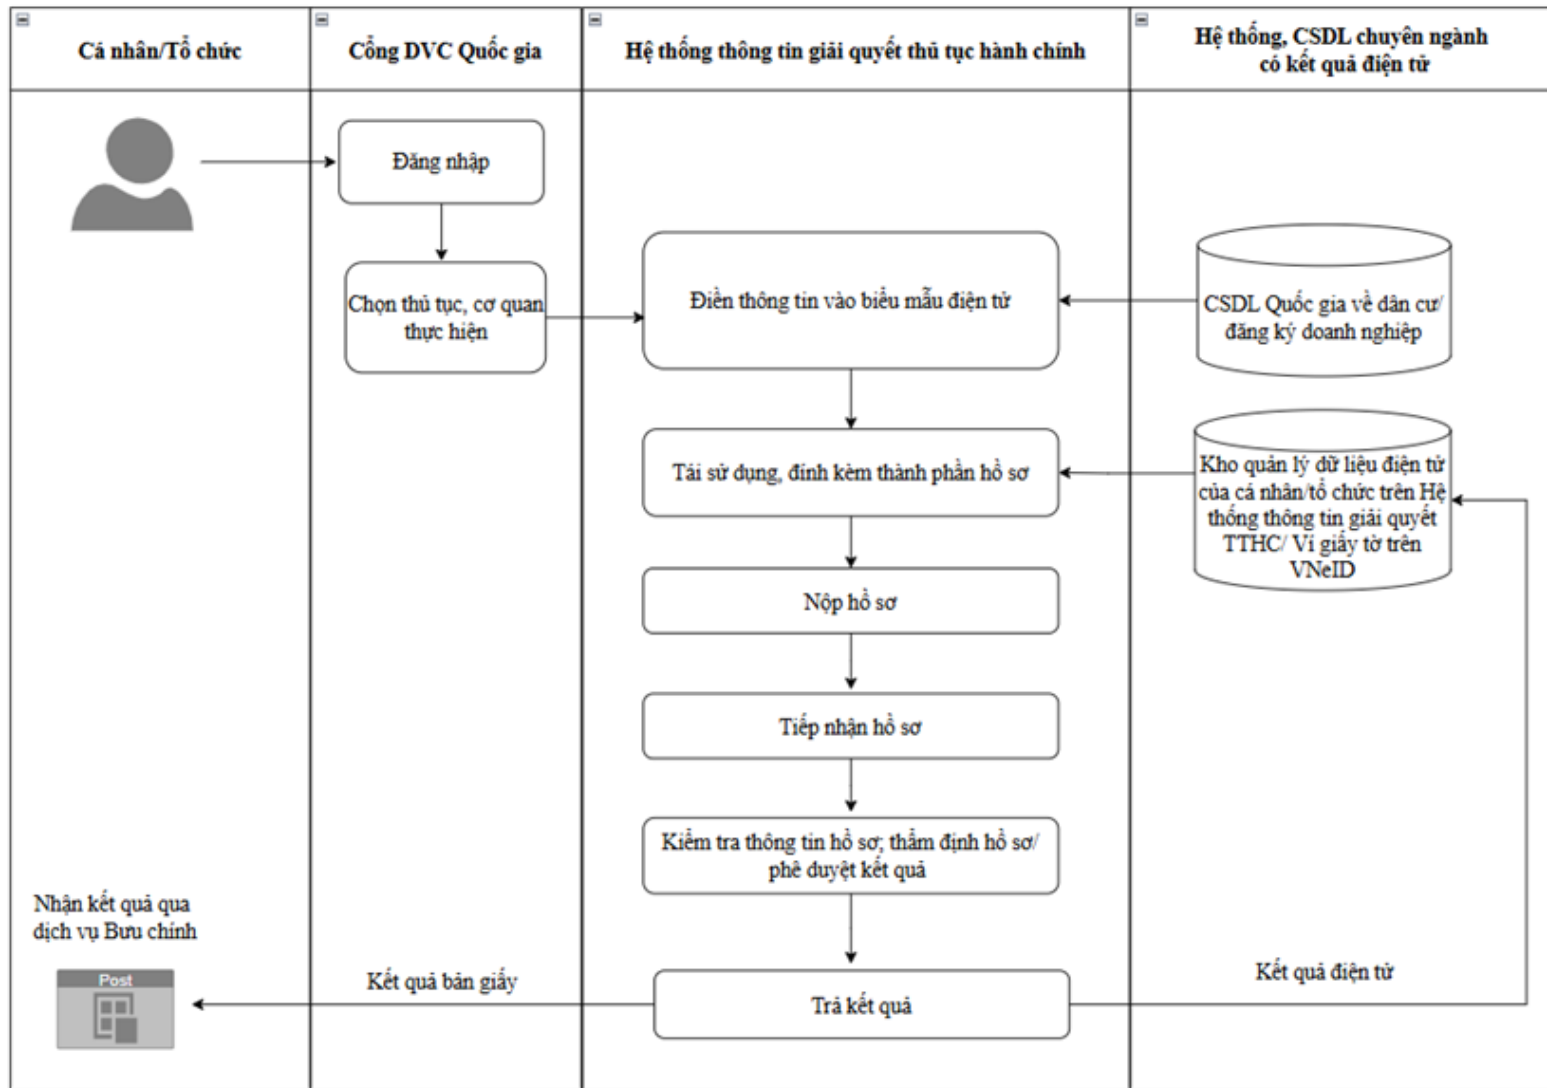 Cá nhân/Tổ chức
Cổng DVC Quốc gia
Hệ thống thông tin giải quyết thủ tục hành chính
Hệ thống, CSDL chuyên ngành
có kết quả điện tử
Đăng nhập
Chọn thủ tục, cơ quan
thực hiện
Điền thông tin vào biểu mẫu điện tử
CSDL Quốc gia về dân cư/
đăng ký doanh nghiệp
Tái sử dụng, đính kèm thành phần hồ sơ
Kho quản lý dữ liệu điện tử
của cá nhân/tổ chức trên Hệ
thống thông tin giải quyết
TTHC/ Ví giấy tờ trên
VNeID
Nộp hồ sơ
Tiếp nhận hồ sơ
Kiểm tra thông tin hồ sơ; thẩm định hồ sơ/
phê duyệt kết quả
Nhận kết quả qua
dịch vụ Bưu chính
Post
Kết quả bản giấy
Trả kết quả
Kết quả điện tử